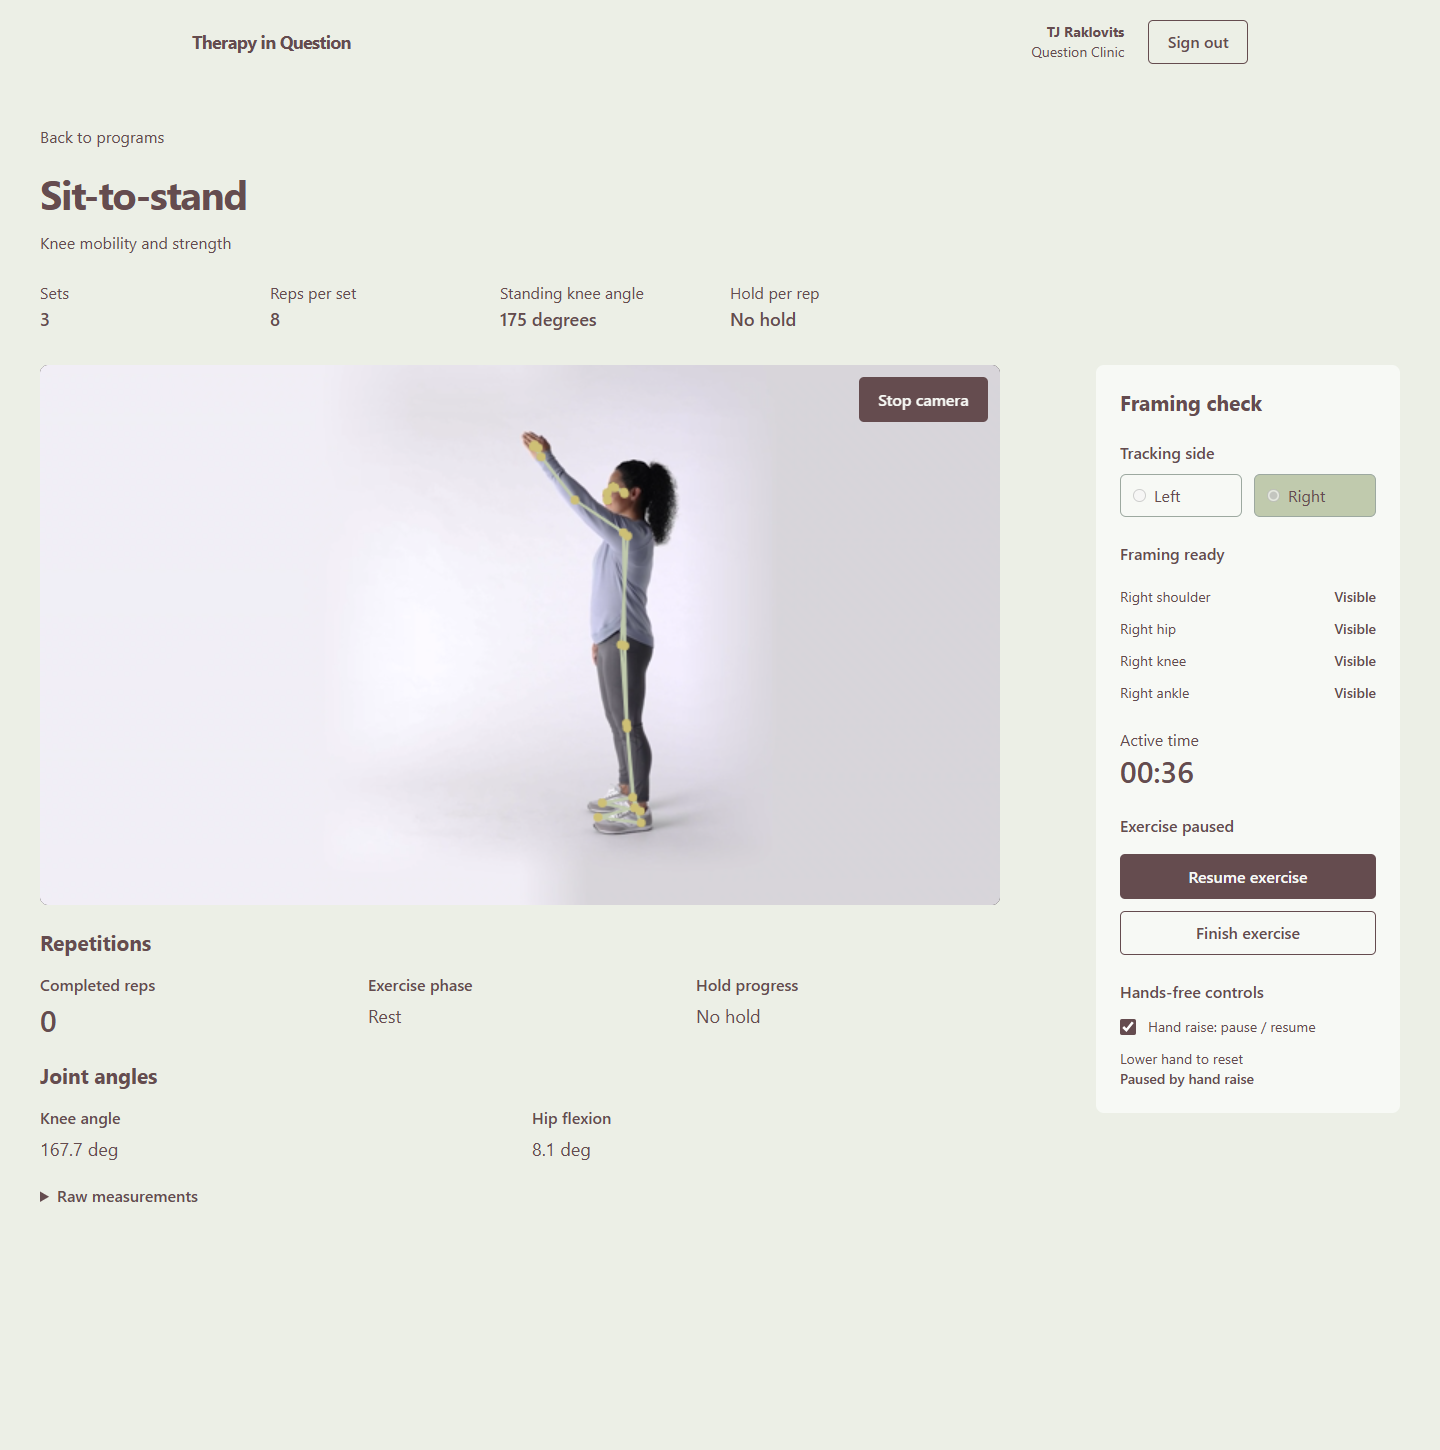 Therapy in Question
TJ Raklovits
Question Clinic
Sign out
Back to programs
Sit-to-stand
Knee mobility and strength
Sets
3
Reps per set
8
Standing knee angle
175 degrees
Hold per rep
No hold
Stop camera
Framing check
Tracking side
Left
Right
Framing ready
Right shoulder Visible
Right hip Visible
Right knee Visible
Right ankle Visible
Active time
00:36
Exercise paused
Resume exercise
Finish exercise
Hands-free controls
Hand raise: pause / resume
Lower hand to reset
Paused by hand raise
Repetitions
Completed reps
0
Exercise phase
Rest
Hold progress
No hold
Joint angles
Knee angle
167.7 deg
Hip flexion
8.1 deg
Raw measurements